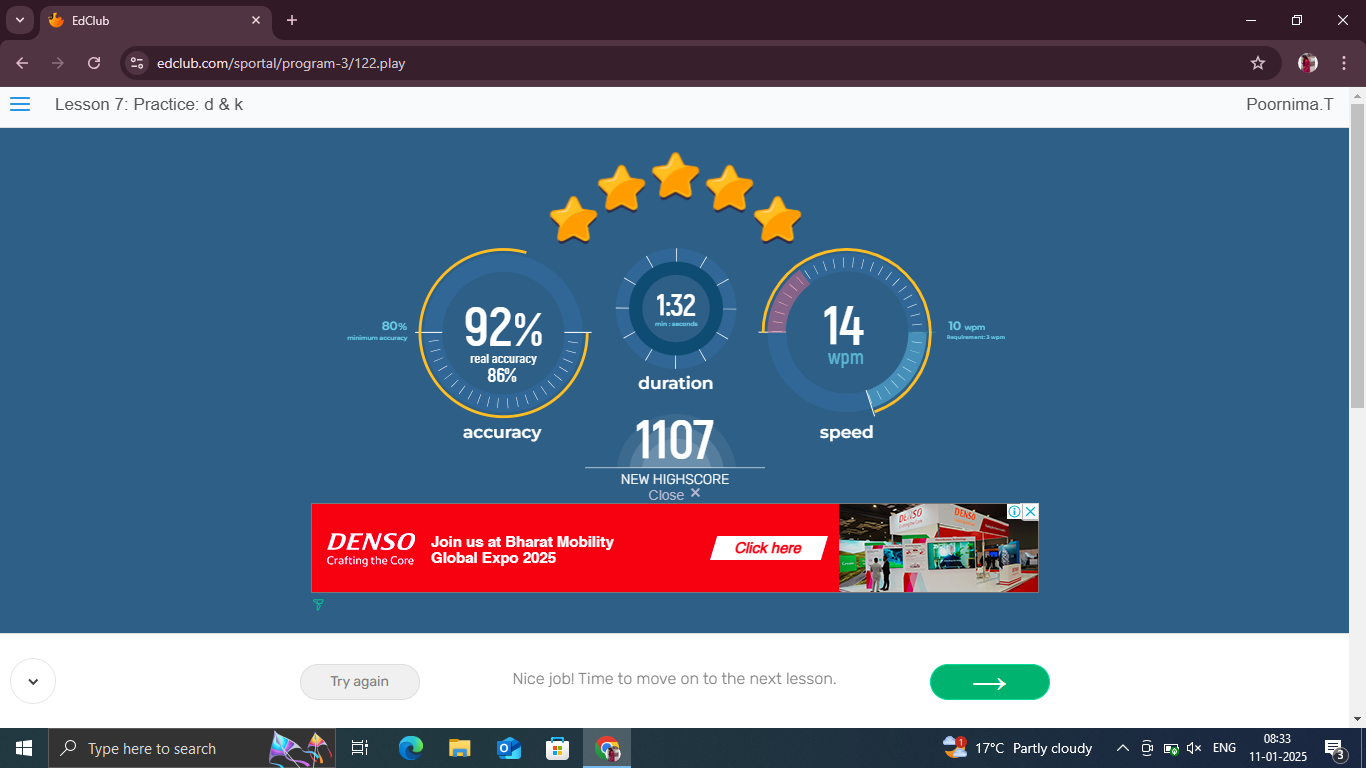 EdClub
edclub.com/sportal/program-3/122.play
Lesson 7: Practice: d & k
Poornima.T
92%
real accuracy
86%
80%
minimum accuracy
accuracy
1:32
min : seconds
duration
14
wpm
10 wpm
Requirement: 3 wpm
speed
1107
NEW HIGHSCORE
Close
DENSO
Crafting the Core
Join us at Bharat Mobility
Global Expo 2025
Click here
DENSO
DENSO
Try again
Nice job! Time to move on to the next lesson.
Type here to search
1
17°C Partly cloudy
ENG
08:33
11-01-2025
3